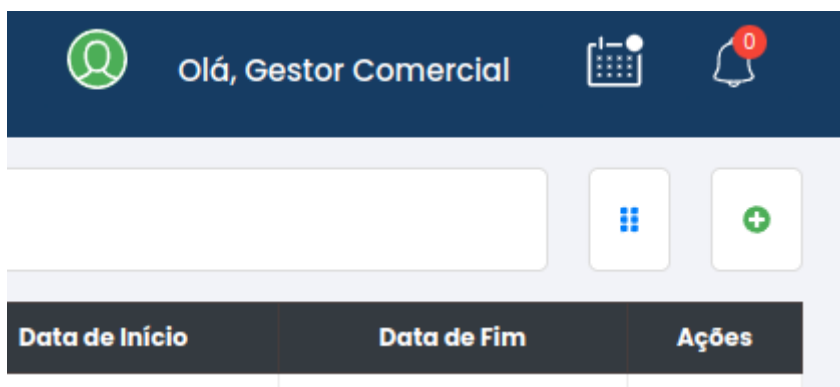 Olá, Gestor Comercial
0
Data de Início Data de Fim Ações